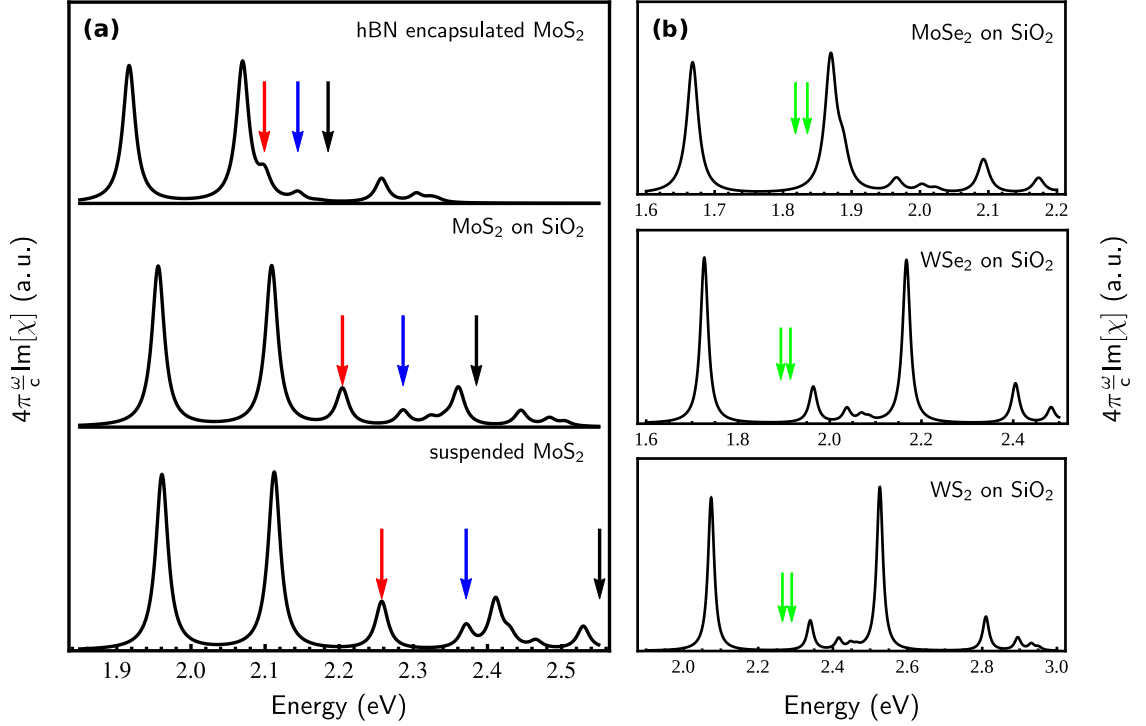 (a)
hBN encapsulated MoS₂
MoS₂ on SiO₂
suspended MoS₂
4π ω/c Im[χ] (a. u.)
1.9 2.0 2.1 2.2 2.3 2.4 2.5
Energy (eV)
(b)
MoSe₂ on SiO₂
1.6 1.7 1.8 1.9 2.0 2.1 2.2
WSe₂ on SiO₂
1.6 1.8 2.0 2.2 2.4
WS₂ on SiO₂
2.0 2.2 2.4 2.6 2.8 3.0
Energy (eV)
4π ω/c Im[χ] (a. u.)